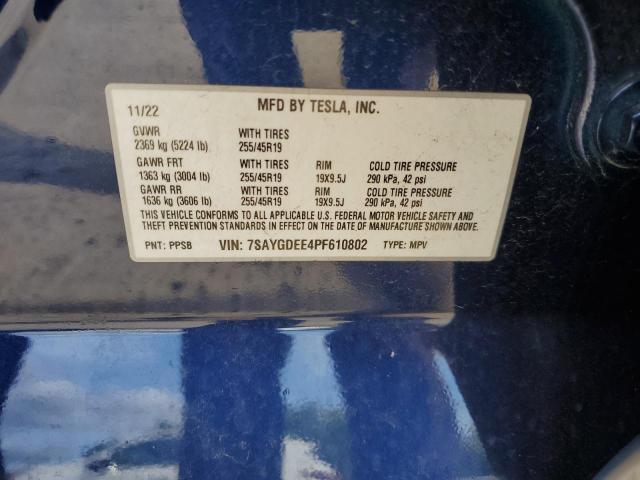 MFD BY TESLA, INC.
11/22
GVWR WITH TIRES
2369 kg (5224 lb) 255/45R19
GAWR FRT WITH TIRES RIM COLD TIRE PRESSURE
1363 kg (3004 lb) 255/45R19 19X9.5J 290 kPa, 42 psi
GAWR RR WITH TIRES RIM COLD TIRE PRESSURE
1636 kg (3606 lb) 255/45R19 19X9.5J 290 kPa, 42 psi
THIS VEHICLE CONFORMS TO ALL APPLICABLE U.S. FEDERAL MOTOR VEHICLE SAFETY AND
THEFT PREVENTION STANDARDS IN EFFECT ON THE DATE OF MANUFACTURE SHOWN ABOVE.
PNT: PPSB VIN: 7SAYGDEE4PF610802 TYPE: MPV